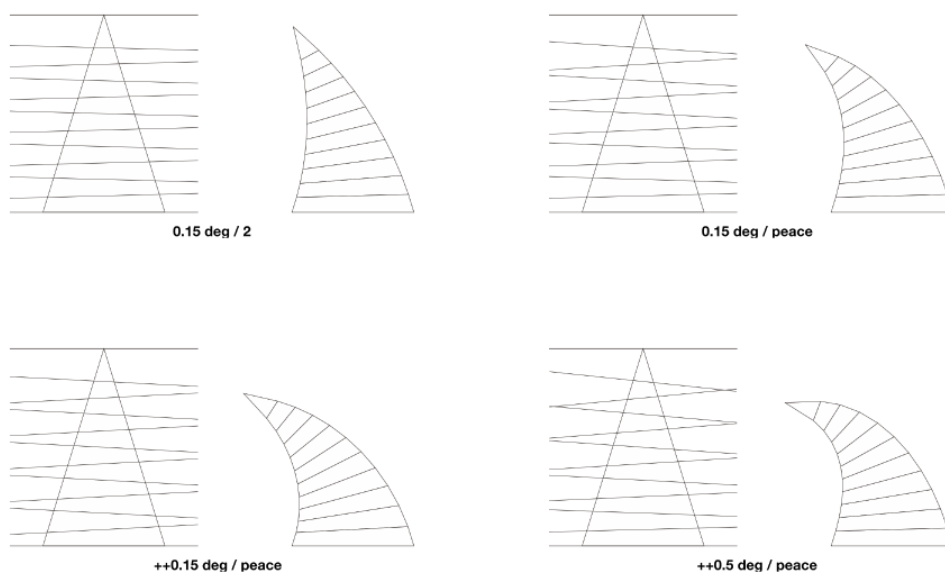 0.15 deg / 2
0.15 deg / peace
++0.15 deg / peace
++0.5 deg / peace